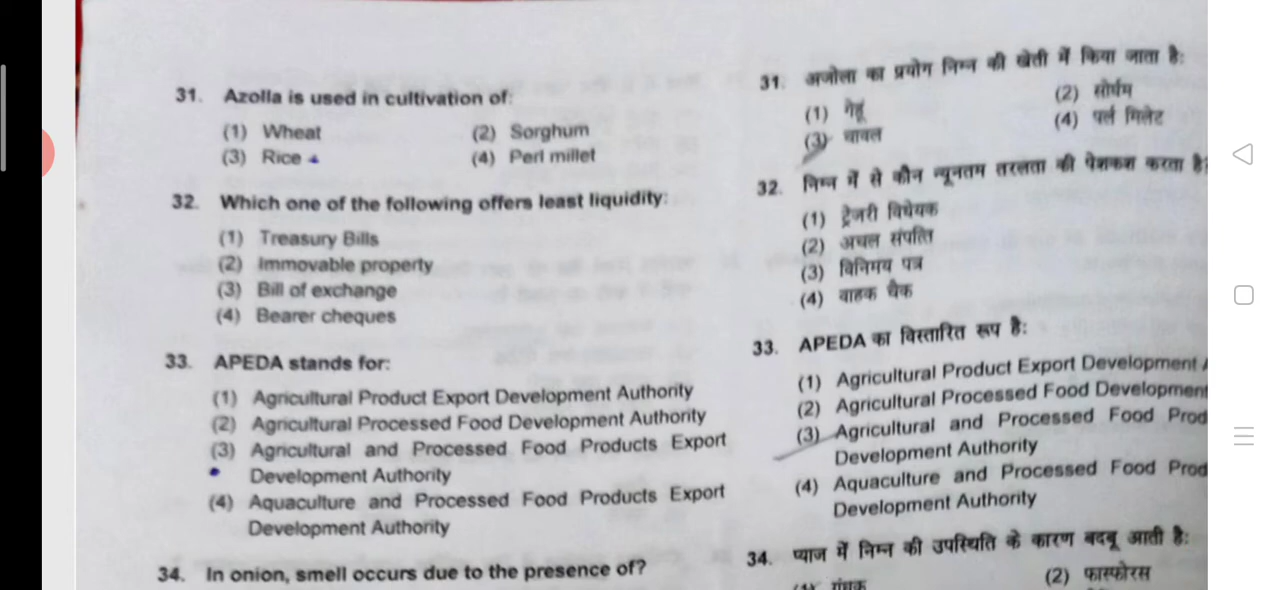 31. Azolla is used in cultivation of:
(1) Wheat (2) Sorghum
(3) Rice (4) Perl millet
32. Which one of the following offers least liquidity:
(1) Treasury Bills
(2) Immovable property
(3) Bill of exchange
(4) Bearer cheques
33. APEDA stands for:
(1) Agricultural Product Export Development Authority
(2) Agricultural Processed Food Development Authority
(3) Agricultural and Processed Food Products Export
Development Authority
(4) Aquaculture and Processed Food Products Export
Development Authority
34. In onion, smell occurs due to the presence of?
31. अजोला का प्रयोग निम्न की खेती में किया जाता है:
(1) गेहूं (2) सोर्घम
(3) चावल (4) पर्ल मिलेट
32. निम्न में से कौन न्यूनतम तरलता की पेशकश करता है
(1) ट्रेजरी विधेयक
(2) अचल संपत्ति
(3) विनिमय पत्र
(4) वाहक चैक
33. APEDA का विस्तारित रूप है:
(1) Agricultural Product Export Development
(2) Agricultural Processed Food Development
(3) Agricultural and Processed Food Prod
Development Authority
(4) Aquaculture and Processed Food Prod
Development Authority
34. प्याज में निम्न की उपस्थिति के कारण बदबू आती है:
(1) गंधक (2) फास्फोरस